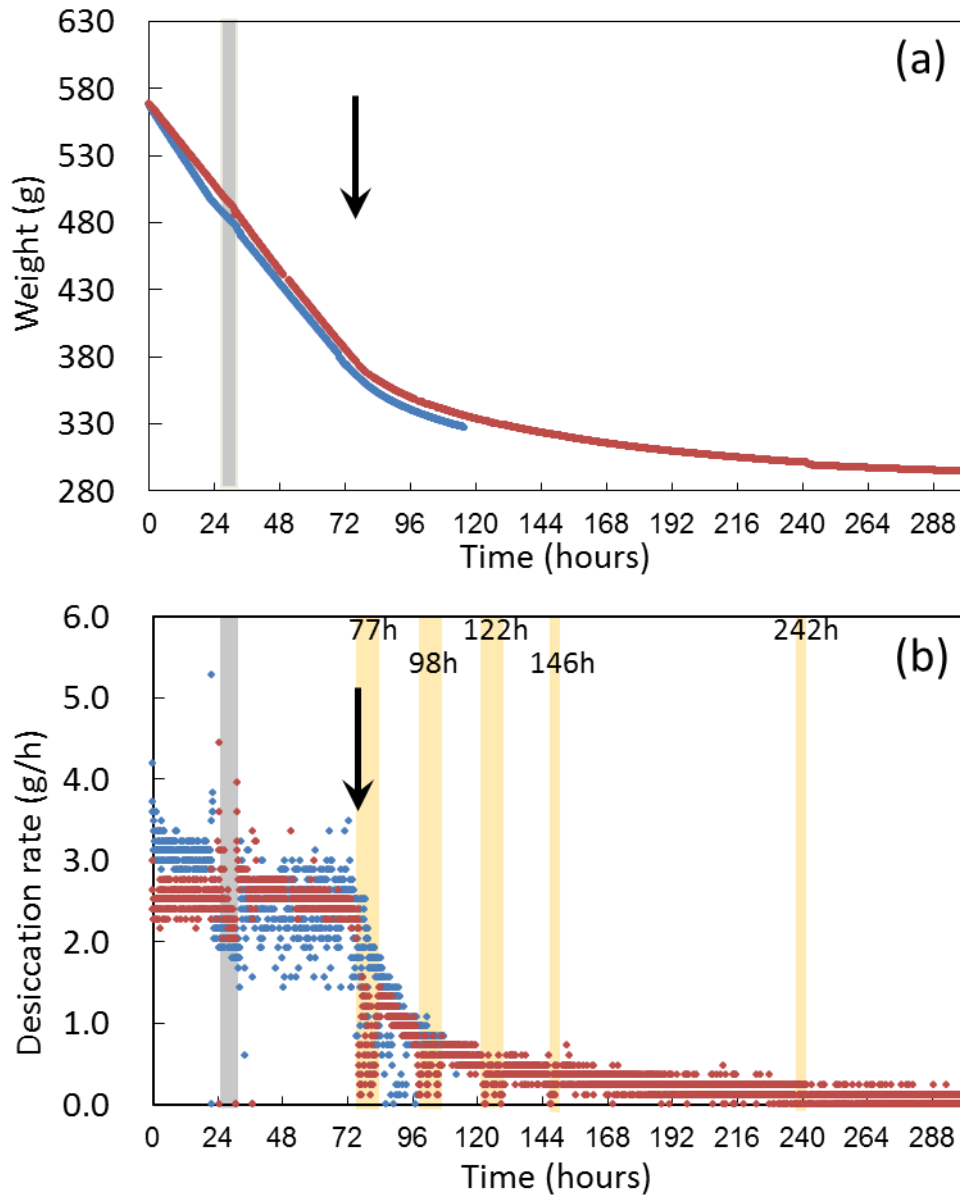 (a)
Weight (g)
630
580
530
480
430
380
330
280
0 24 48 72 96 120 144 168 192 216 240 264 288
Time (hours)
(b)
77h 122h 242h
98h 146h
Desiccation rate (g/h)
6.0
5.0
4.0
3.0
2.0
1.0
0.0
0 24 48 72 96 120 144 168 192 216 240 264 288
Time (hours)